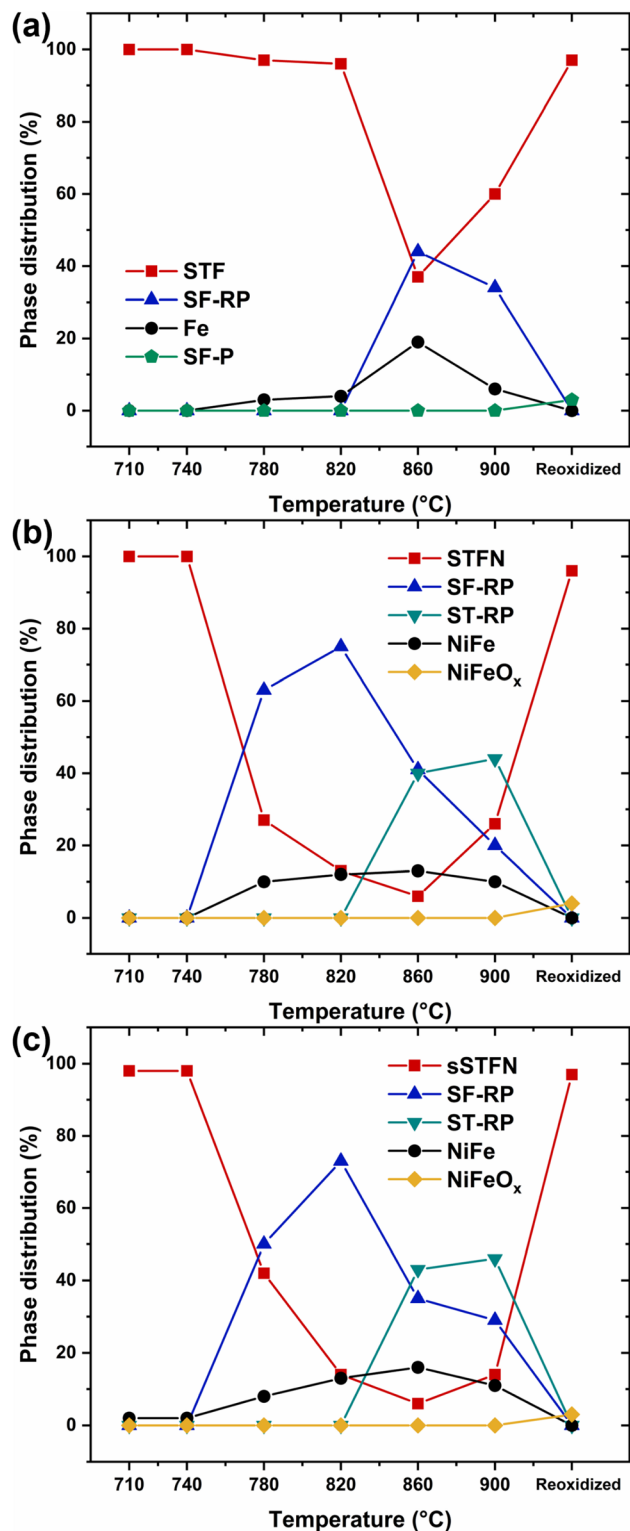 (a)
100
80
60
40
20
0
Phase distribution (%)
STF
SF-RP
Fe
SF-P
710 740 780 820 860 900 Reoxidized
Temperature (°C)
(b)
100
80
60
40
20
0
Phase distribution (%)
STFN
SF-RP
ST-RP
NiFe
NiFeOₓ
710 740 780 820 860 900 Reoxidized
Temperature (°C)
(c)
100
80
60
40
20
0
Phase distribution (%)
sSTFN
SF-RP
ST-RP
NiFe
NiFeOₓ
710 740 780 820 860 900 Reoxidized
Temperature (°C)